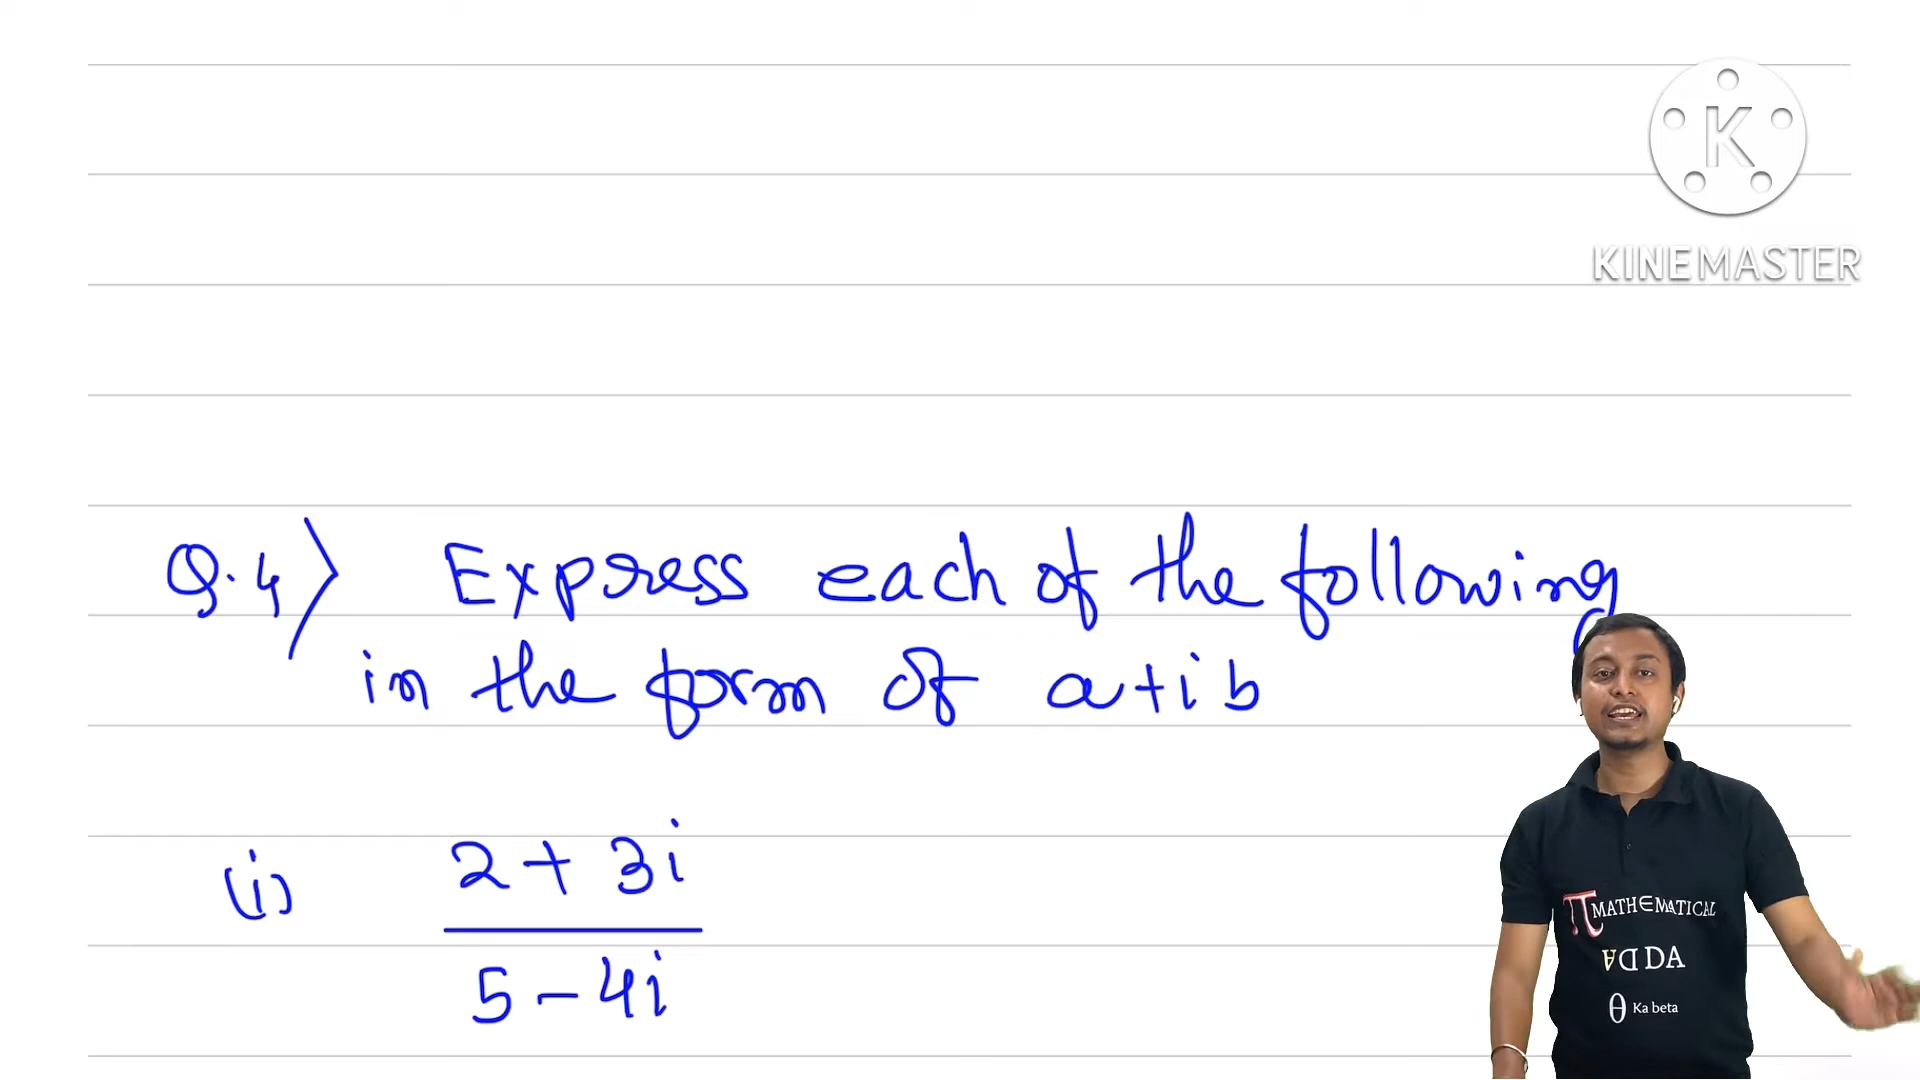 K
KINEMASTER
Q.4) Express each of the following
in the form of a+ib
(i) 2 + 3i
5 - 4i
π MATHEMATICAL
ADDA
θ Ka beta